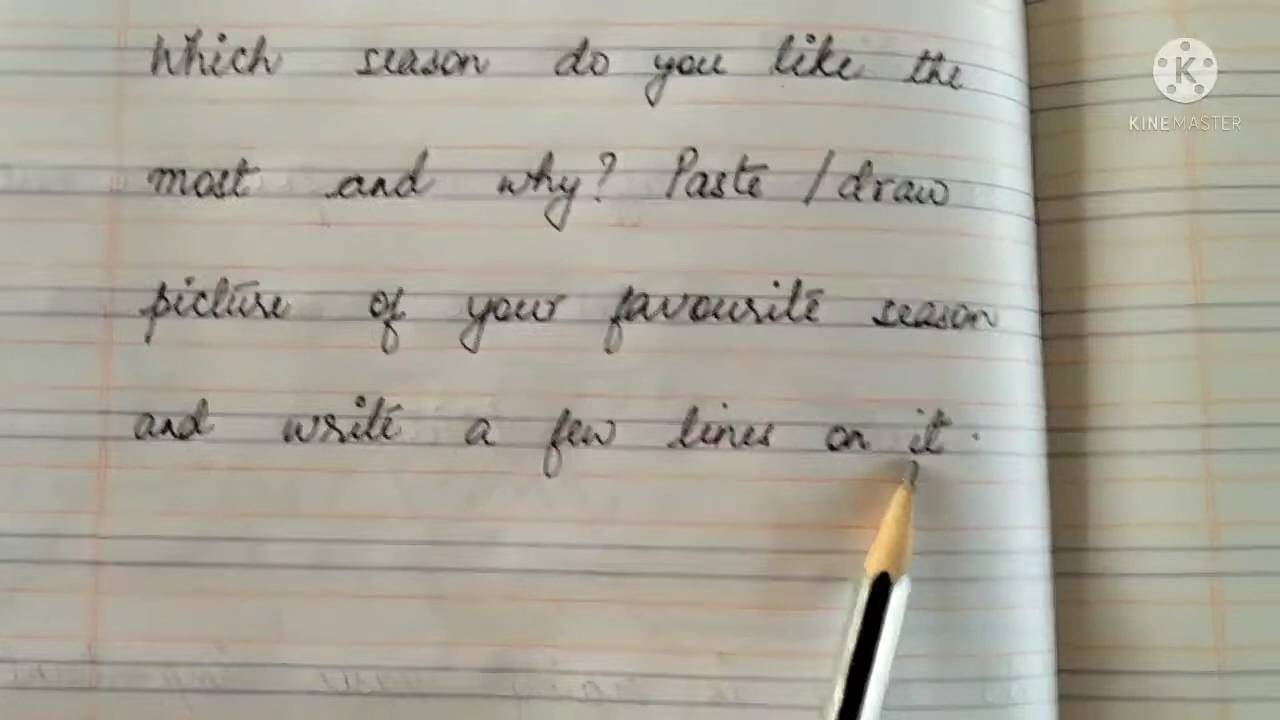 Which season do you like the
most and why? Paste / draw
picture of your favourite season
and write a few lines on it.
KINEMASTER